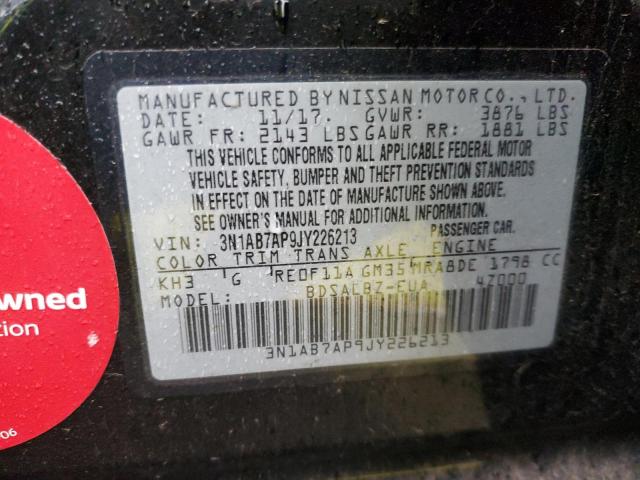 MANUFACTURED BY NISSAN MOTOR CO., LTD.
DATE: 11/17. GVWR: 3876 LBS
GAWR FR: 2143 LBS GAWR RR: 1881 LBS
THIS VEHICLE CONFORMS TO ALL APPLICABLE FEDERAL MOTOR
VEHICLE SAFETY, BUMPER AND THEFT PREVENTION STANDARDS
IN EFFECT ON THE DATE OF MANUFACTURE SHOWN ABOVE.
SEE OWNER'S MANUAL FOR ADDITIONAL INFORMATION.
VIN: 3N1AB7AP9JY226213 PASSENGER CAR.
COLOR TRIM TRANS AXLE ENGINE
KH3 G RE0F11A GM35 MRA8DE 1798 CC
MODEL: BDSALBZ-EUA 47000
3N1AB7AP9JY226213
wned
tion
06